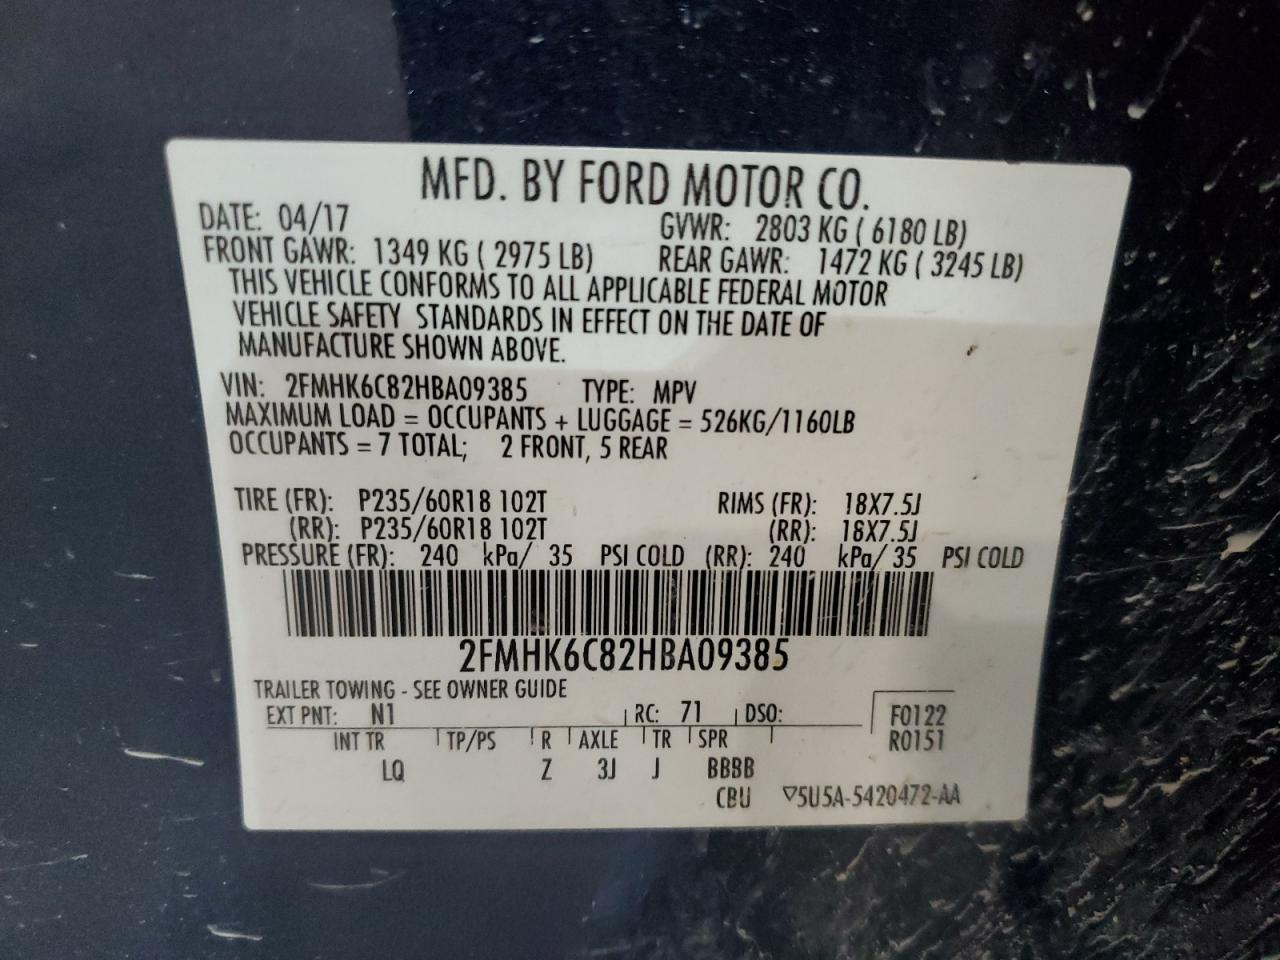 MFD. BY FORD MOTOR CO.
DATE: 04/17 GVWR: 2803 KG ( 6180 LB)
FRONT GAWR: 1349 KG ( 2975 LB) REAR GAWR: 1472 KG ( 3245 LB)
THIS VEHICLE CONFORMS TO ALL APPLICABLE FEDERAL MOTOR
VEHICLE SAFETY STANDARDS IN EFFECT ON THE DATE OF
MANUFACTURE SHOWN ABOVE.
VIN: 2FMHK6C82HBA09385 TYPE: MPV
MAXIMUM LOAD = OCCUPANTS + LUGGAGE = 526KG/1160LB
OCCUPANTS = 7 TOTAL; 2 FRONT, 5 REAR
TIRE (FR): P235/60R18 102T RIMS (FR): 18X7.5J
(RR): P235/60R18 102T (RR): 18X7.5J
PRESSURE (FR): 240 kPa/ 35 PSI COLD (RR): 240 kPa/ 35 PSI COLD
2FMHK6C82HBA09385
TRAILER TOWING - SEE OWNER GUIDE
EXT PNT: N1 RC: 71 DSO: F0122
INT TR TP/PS R AXLE TR SPR R0151
LQ Z 3J J BBBB
CBU ▽5U5A-5420472-AA